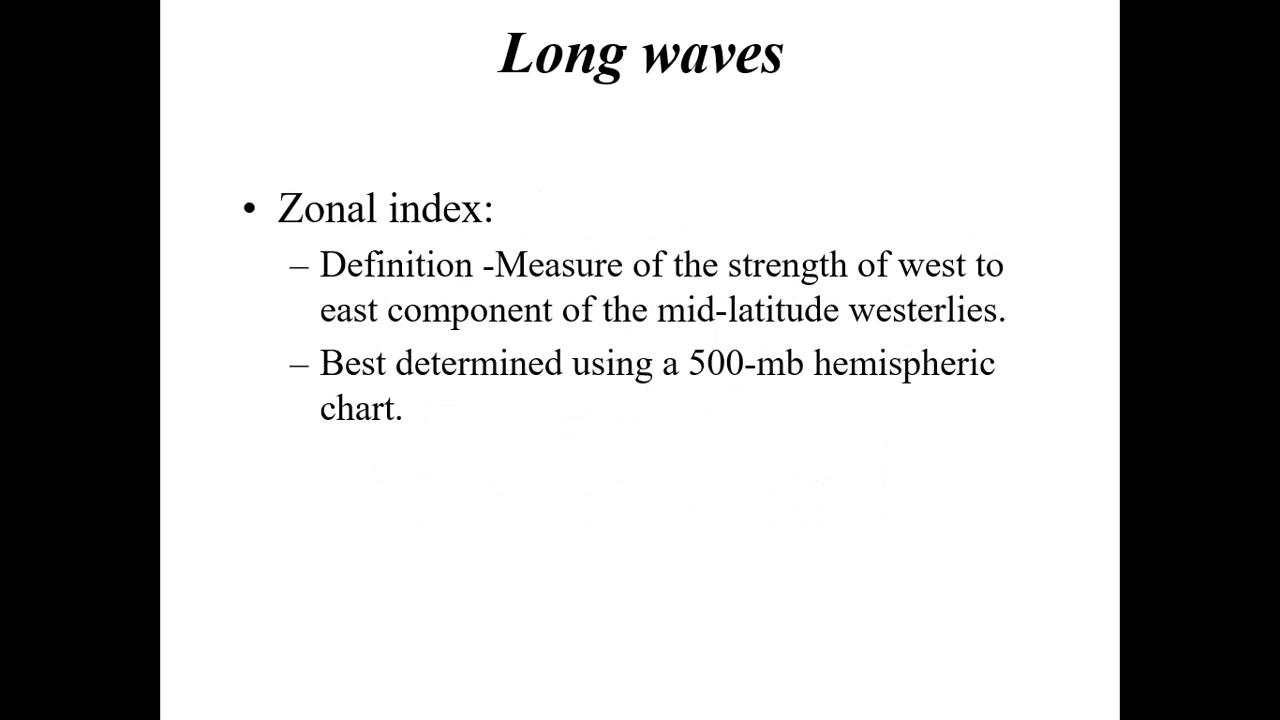 Long waves
• Zonal index:
– Definition -Measure of the strength of west to
east component of the mid-latitude westerlies.
– Best determined using a 500-mb hemispheric
chart.